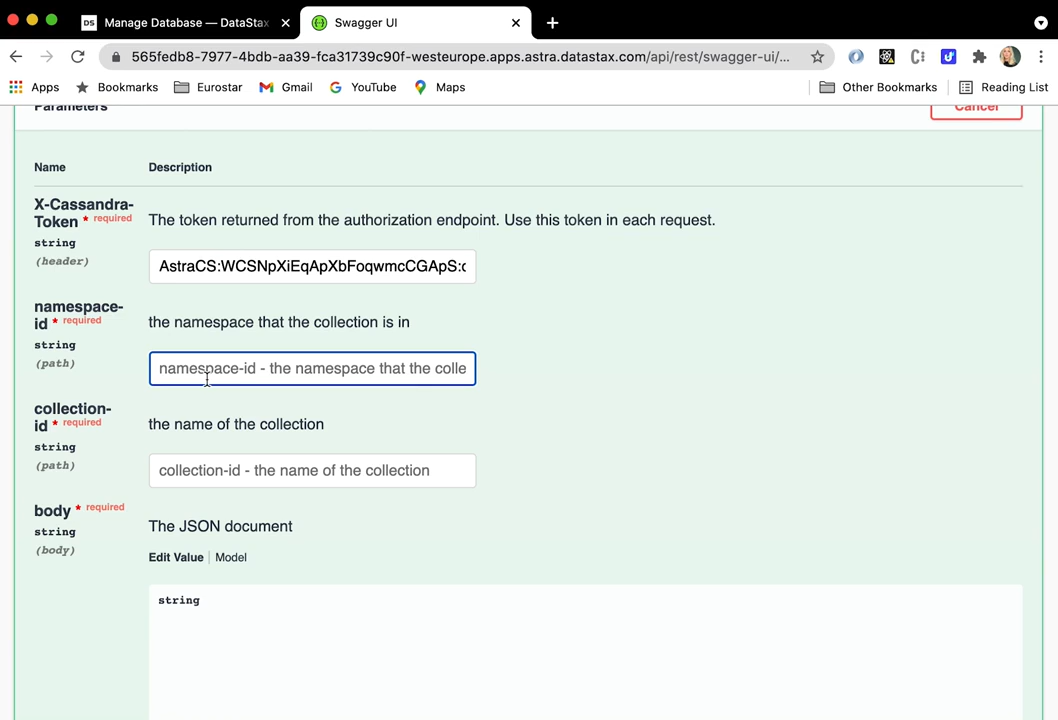 DS Manage Database — DataStax
Swagger UI
565fedb8-7977-4bdb-aa39-fca31739c90f-westeurope.apps.astra.datastax.com/api/rest/swagger-ui/...
Apps Bookmarks Eurostar Gmail YouTube Maps Other Bookmarks Reading List
Parameters Cancel
Name Description
X-Cassandra-
Token * required
string
(header)
The token returned from the authorization endpoint. Use this token in each request.
AstraCS:WCSNpXiEqApXbFoqwmcCGApS:c
namespace-
id * required
string
(path)
the namespace that the collection is in
namespace-id - the namespace that the colle
collection-
id * required
string
(path)
the name of the collection
collection-id - the name of the collection
body * required
string
(body)
The JSON document
Edit Value | Model
string